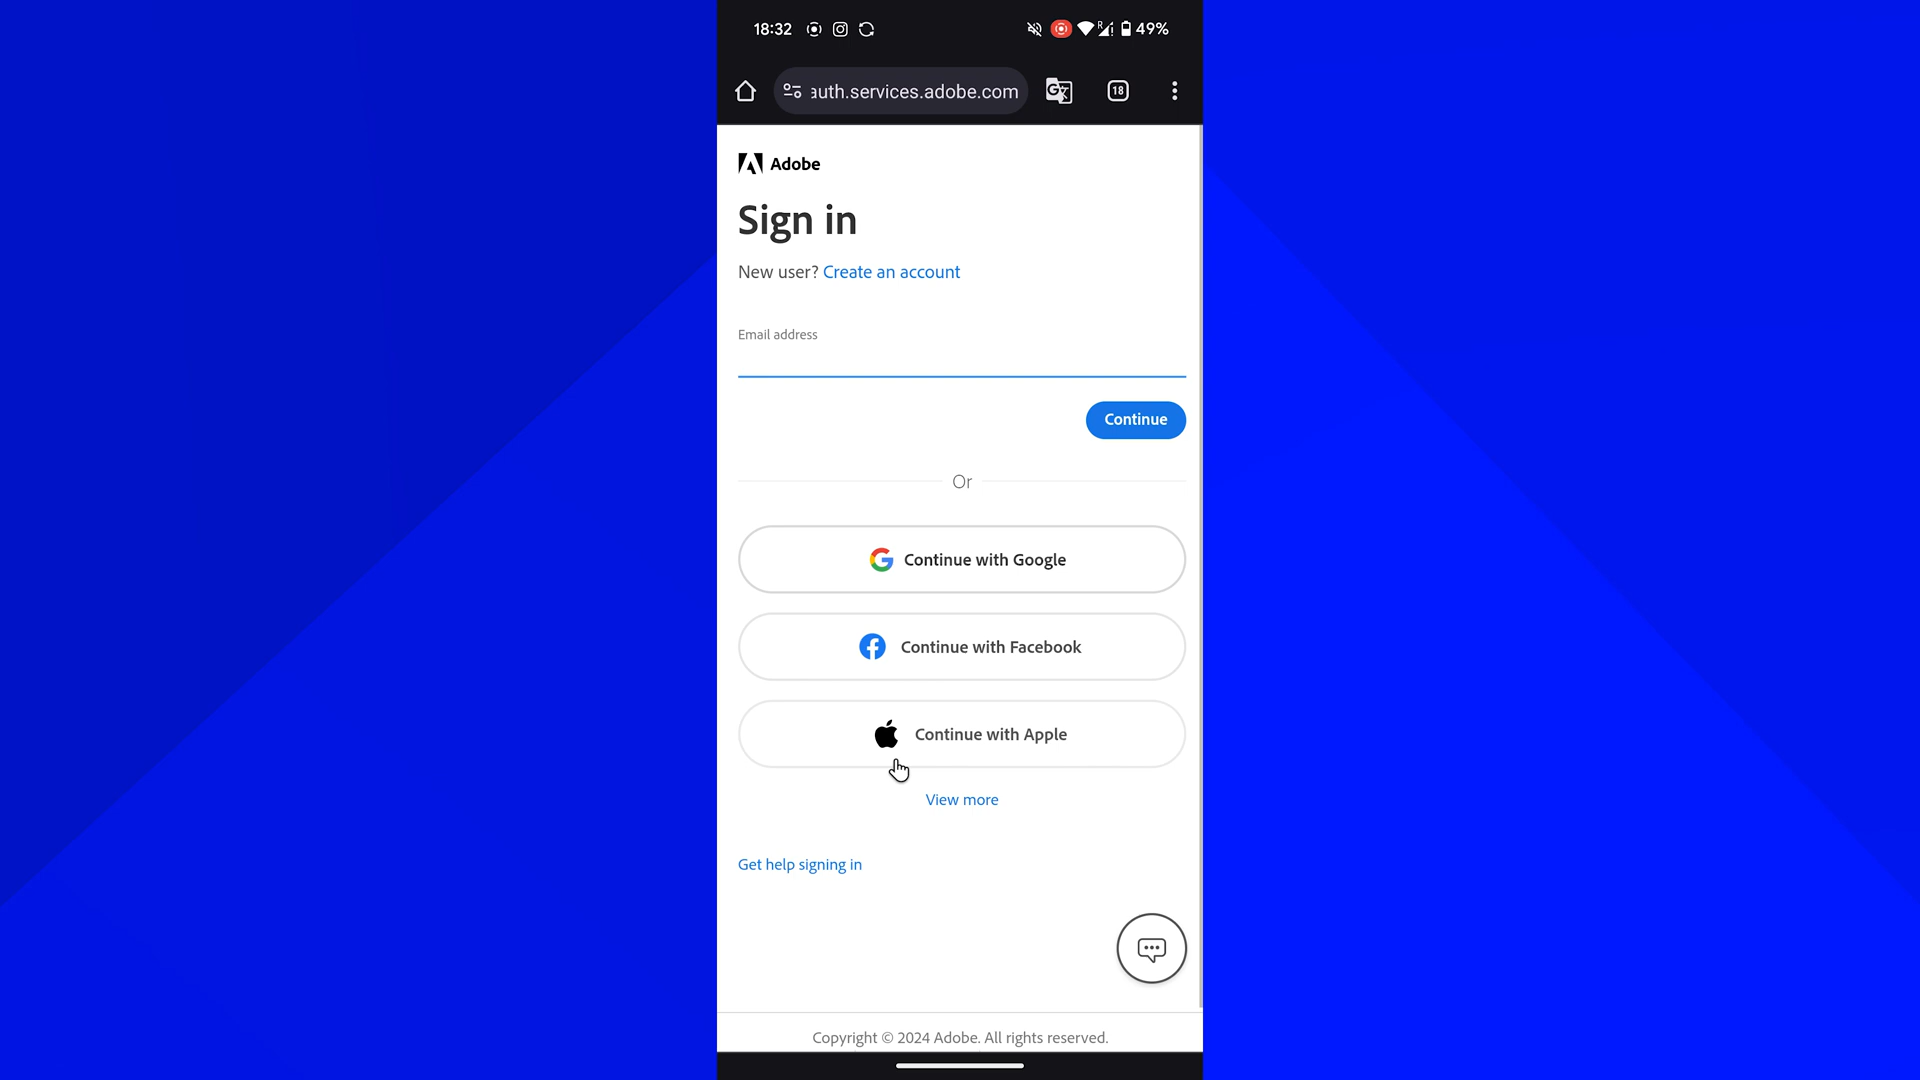 18:32
49%
auth.services.adobe.com
18
Adobe
Sign in
New user? Create an account
Email address
Continue
Or
Continue with Google
Continue with Facebook
Continue with Apple
View more
Get help signing in
Copyright © 2024 Adobe. All rights reserved.